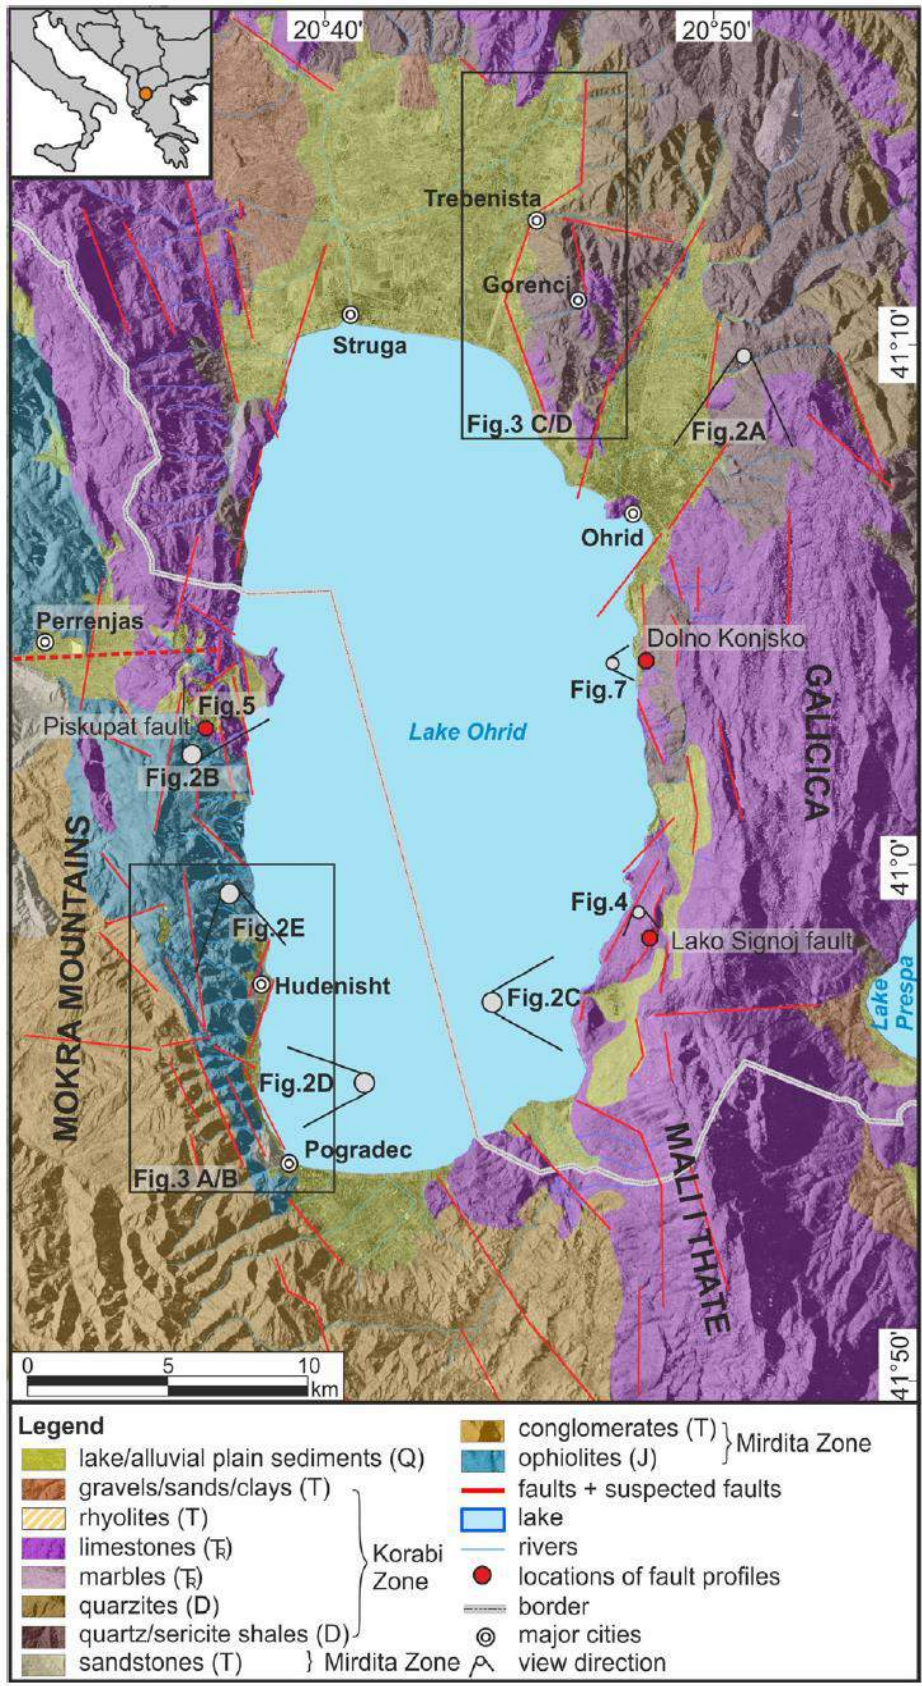 20°40'
20°50'
Trebenista
Gorenci
Struga
41°10'
Fig.3 C/D
Fig.2A
Ohrid
Perrenjas
Dolno Konjsko
Fig.7
GALICICA
Fig.5
Piskupat fault
Lake Ohrid
Fig.2B
MOKRA MOUNTAINS
41°0'
Fig.4
Fig.2E
Lako Signoj fault
Hudenisht
Fig.2C
Lake
Prespa
Fig.2D
Pogradec
MALI I THATE
Fig.3 A/B
41°50'
0 5 10
km
Legend
lake/alluvial plain sediments (Q)
gravels/sands/clays (T)
rhyolites (T)
limestones (TR)
marbles (TR)
quarzites (D)
quartz/sericite shales (D)
Korabi
Zone
sandstones (T) } Mirdita Zone
conglomerates (T)
ophiolites (J)
Mirdita Zone
faults + suspected faults
lake
rivers
locations of fault profiles
border
major cities
view direction